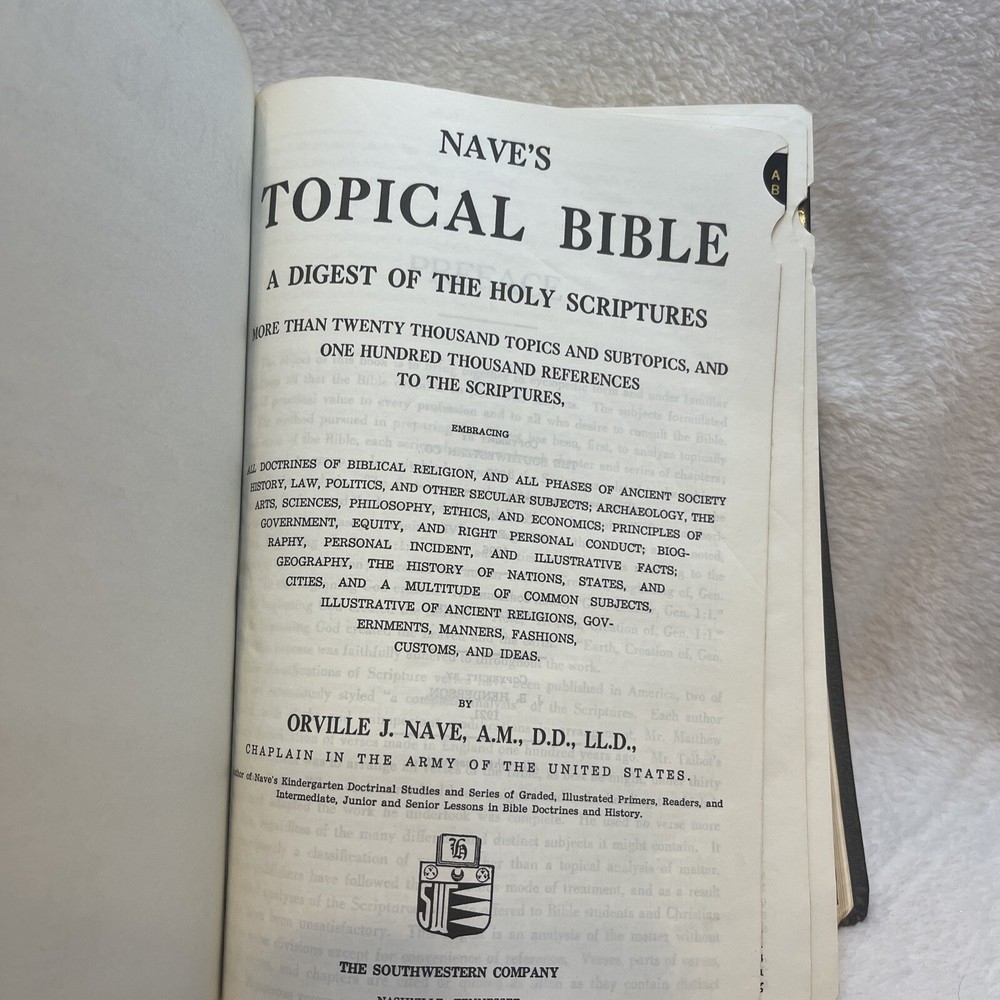 NAVE'S
TOPICAL BIBLE
A DIGEST OF THE HOLY SCRIPTURES
MORE THAN TWENTY THOUSAND TOPICS AND SUBTOPICS, AND
ONE HUNDRED THOUSAND REFERENCES
TO THE SCRIPTURES,
EMBRACING
ALL DOCTRINES OF BIBLICAL RELIGION, AND ALL PHASES OF ANCIENT SOCIETY
HISTORY, LAW, POLITICS, AND OTHER SECULAR SUBJECTS; ARCHAEOLOGY, THE
ARTS, SCIENCES, PHILOSOPHY, ETHICS, AND ECONOMICS; PRINCIPLES OF
GOVERNMENT, EQUITY, AND RIGHT PERSONAL CONDUCT; BIOG-
RAPHY, PERSONAL INCIDENT, AND ILLUSTRATIVE FACTS;
GEOGRAPHY, THE HISTORY OF NATIONS, STATES, AND
CITIES, AND A MULTITUDE OF COMMON SUBJECTS,
ILLUSTRATIVE OF ANCIENT RELIGIONS, GOV-
ERNMENTS, MANNERS, FASHIONS,
CUSTOMS, AND IDEAS.
BY
ORVILLE J. NAVE, A.M., D.D., LL.D.,
CHAPLAIN IN THE ARMY OF THE UNITED STATES.
Author of Nave's Kindergarten Doctrinal Studies and Series of Graded, Illustrated Primers, Readers, and
Intermediate, Junior and Senior Lessons in Bible Doctrines and History.
H
SW
THE SOUTHWESTERN COMPANY
NASHVILLE, TENNESSEE
A
B